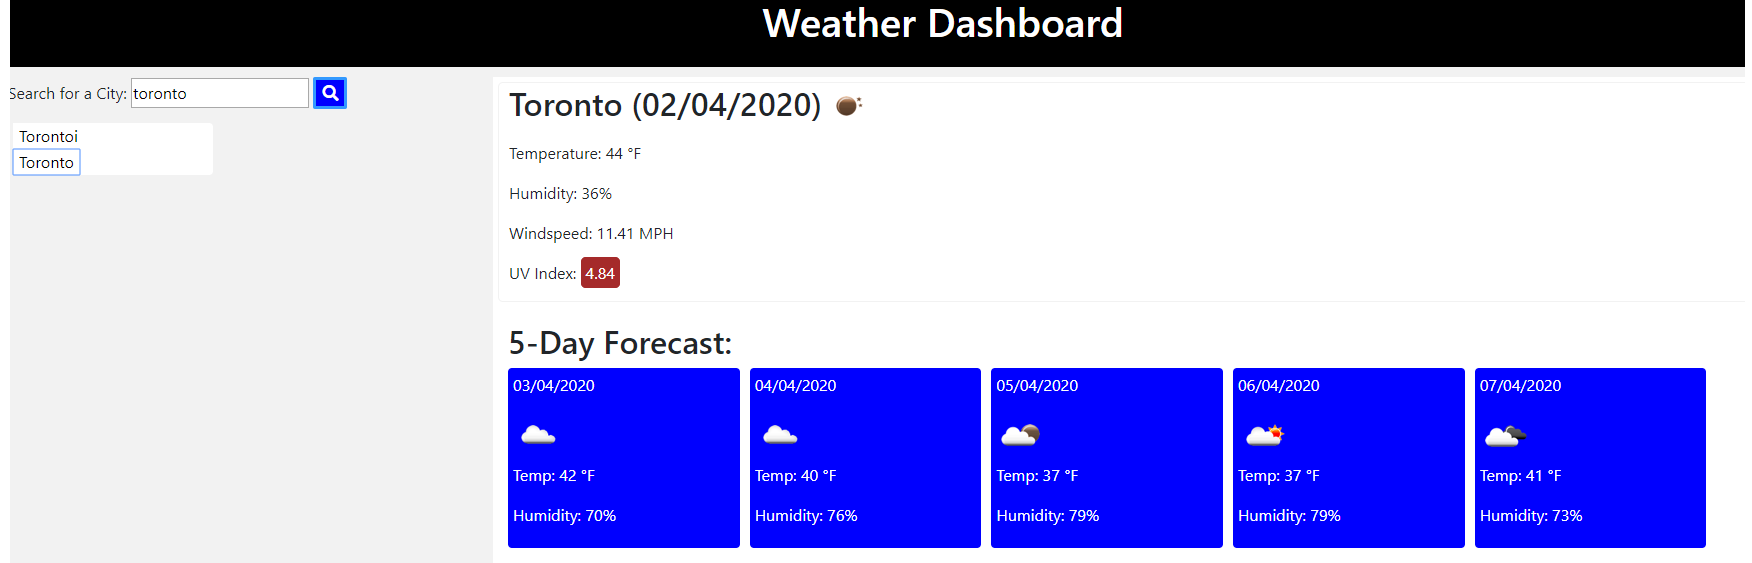 Weather Dashboard
Search for a City: toronto
Torontoi
Toronto
Toronto (02/04/2020)
Temperature: 44 °F
Humidity: 36%
Windspeed: 11.41 MPH
UV Index: 4.84
5-Day Forecast:
03/04/2020
Temp: 42 °F
Humidity: 70%
04/04/2020
Temp: 40 °F
Humidity: 76%
05/04/2020
Temp: 37 °F
Humidity: 79%
06/04/2020
Temp: 37 °F
Humidity: 79%
07/04/2020
Temp: 41 °F
Humidity: 73%